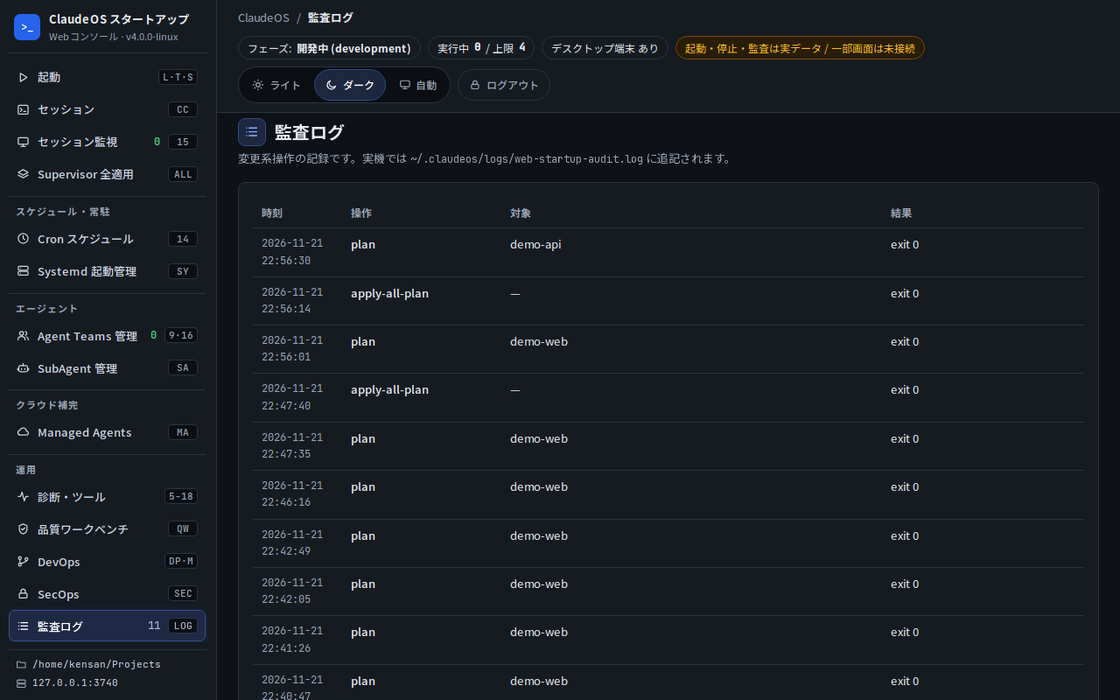 >_
ClaudeOS スタートアップ
Web コンソール · v4.0.0-linux
起動 L·T·S
セッション CC
セッション監視 0 15
Supervisor 全適用 ALL
スケジュール・常駐
Cron スケジュール 14
Systemd 起動管理 SY
エージェント
Agent Teams 管理 0 9-16
SubAgent 管理 SA
クラウド補完
Managed Agents MA
運用
診断・ツール 5-18
品質ワークベンチ QW
DevOps DP·M
SecOps SEC
監査ログ 11 LOG
/home/kensan/Projects
127.0.0.1:3740
ClaudeOS / 監査ログ
フェーズ: 開発中 (development) 実行中 0 / 上限 4 デスクトップ端末 あり 起動・停止・監査は実データ / 一部画面は未接続
ライト ダーク 自動 ログアウト
監査ログ
変更系操作の記録です。実機では ~/.claudeos/logs/web-startup-audit.log に追記されます。
時刻 操作 対象 結果
2026-11-21 22:56:30 plan demo-api exit 0
2026-11-21 22:56:14 apply-all-plan — exit 0
2026-11-21 22:56:01 plan demo-web exit 0
2026-11-21 22:47:40 apply-all-plan — exit 0
2026-11-21 22:47:35 plan demo-web exit 0
2026-11-21 22:46:16 plan demo-web exit 0
2026-11-21 22:42:49 plan demo-web exit 0
2026-11-21 22:42:05 plan demo-web exit 0
2026-11-21 22:41:26 plan demo-web exit 0
2026-11-21 22:40:47 plan demo-web exit 0